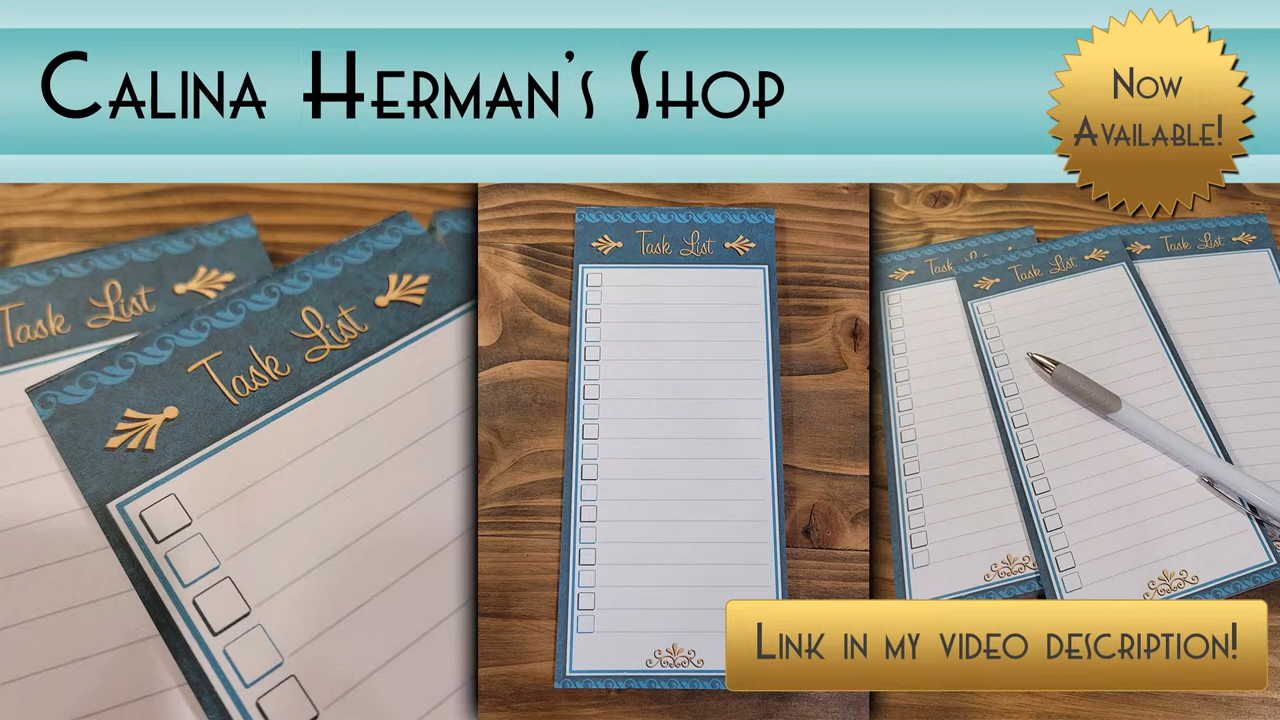 Calina Herman's Shop
Now
Available!
Task List
Task List
Task List
Task List
Task List
Task List
Link in my video description!